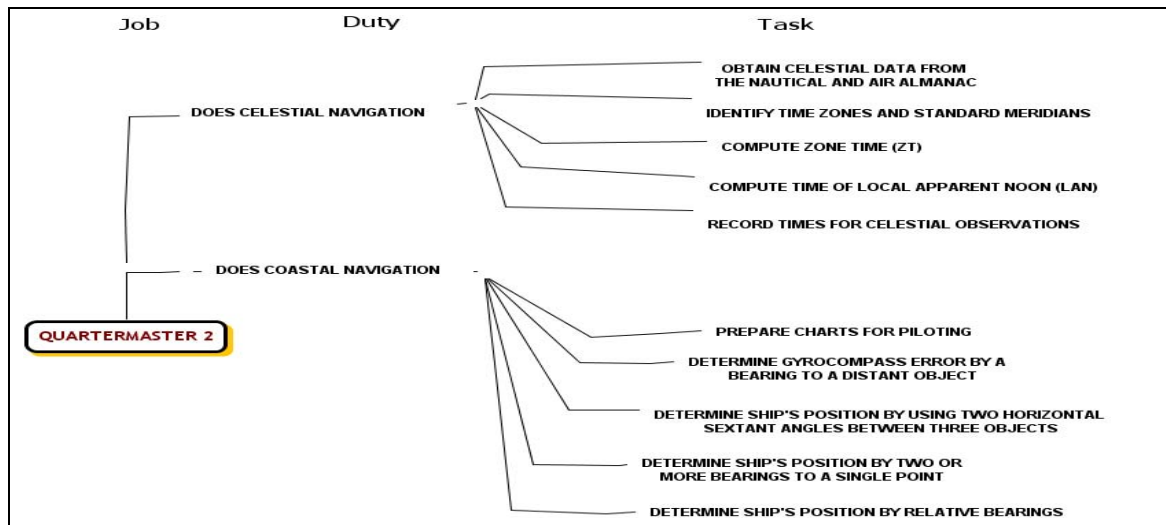 Job Duty Task
OBTAIN CELESTIAL DATA FROM
THE NAUTICAL AND AIR ALMANAC
DOES CELESTIAL NAVIGATION
IDENTIFY TIME ZONES AND STANDARD MERIDIANS
COMPUTE ZONE TIME (ZT)
COMPUTE TIME OF LOCAL APPARENT NOON (LAN)
RECORD TIMES FOR CELESTIAL OBSERVATIONS
DOES COASTAL NAVIGATION
QUARTERMASTER 2
PREPARE CHARTS FOR PILOTING
DETERMINE GYROCOMPASS ERROR BY A
BEARING TO A DISTANT OBJECT
DETERMINE SHIP'S POSITION BY USING TWO HORIZONTAL
SEXTANT ANGLES BETWEEN THREE OBJECTS
DETERMINE SHIP'S POSITION BY TWO OR
MORE BEARINGS TO A SINGLE POINT
DETERMINE SHIP'S POSITION BY RELATIVE BEARINGS